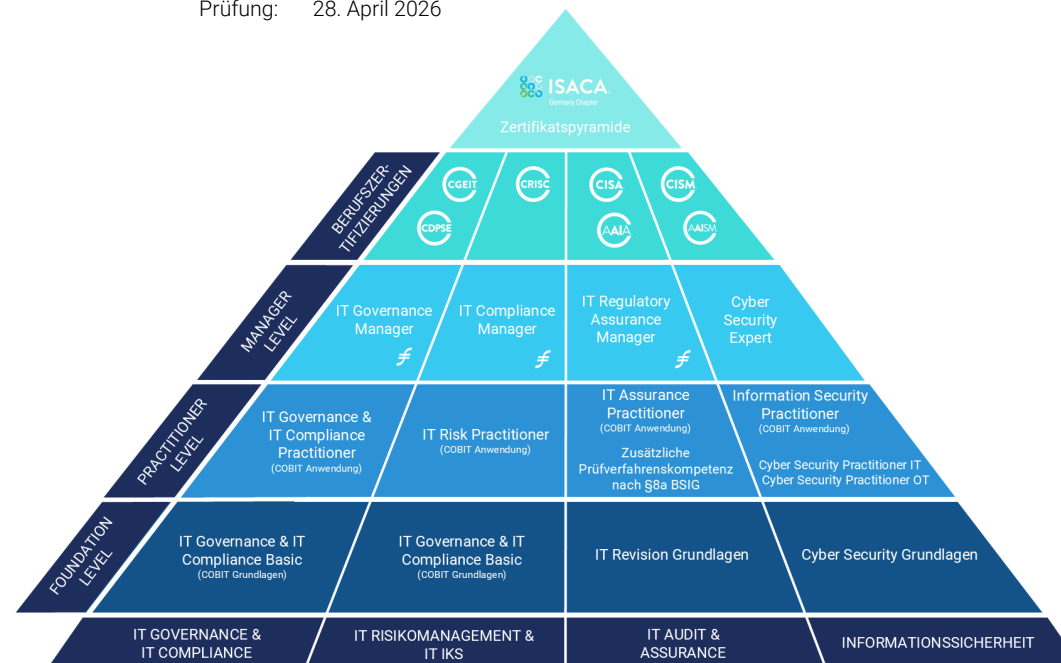 Prüfung: 28. April 2026
ISACA
Germany Chapter
Zertifikatspyramide
BERUFSZER-
TIFIZIERUNGEN
CGEIT
CRISC
CISA
CISM
CDPSE
AAIA
AAISM
MANAGER
LEVEL
IT Governance
Manager
IT Compliance
Manager
IT Regulatory
Assurance
Manager
Cyber
Security
Expert
PRACTITIONER
LEVEL
IT Governance &
IT Compliance
Practitioner
(COBIT Anwendung)
IT Risk Practitioner
(COBIT Anwendung)
IT Assurance
Practitioner
(COBIT Anwendung)
Zusätzliche
Prüfverfahrenskompetenz
nach §8a BSIG
Information Security
Practitioner
(COBIT Anwendung)
Cyber Security Practitioner IT
Cyber Security Practitioner OT
FOUNDATION
LEVEL
IT Governance & IT
Compliance Basic
(COBIT Grundlagen)
IT Governance & IT
Compliance Basic
(COBIT Grundlagen)
IT Revision Grundlagen
Cyber Security Grundlagen
IT GOVERNANCE &
IT COMPLIANCE
IT RISIKOMANAGEMENT &
IT IKS
IT AUDIT &
ASSURANCE
INFORMATIONSSICHERHEIT